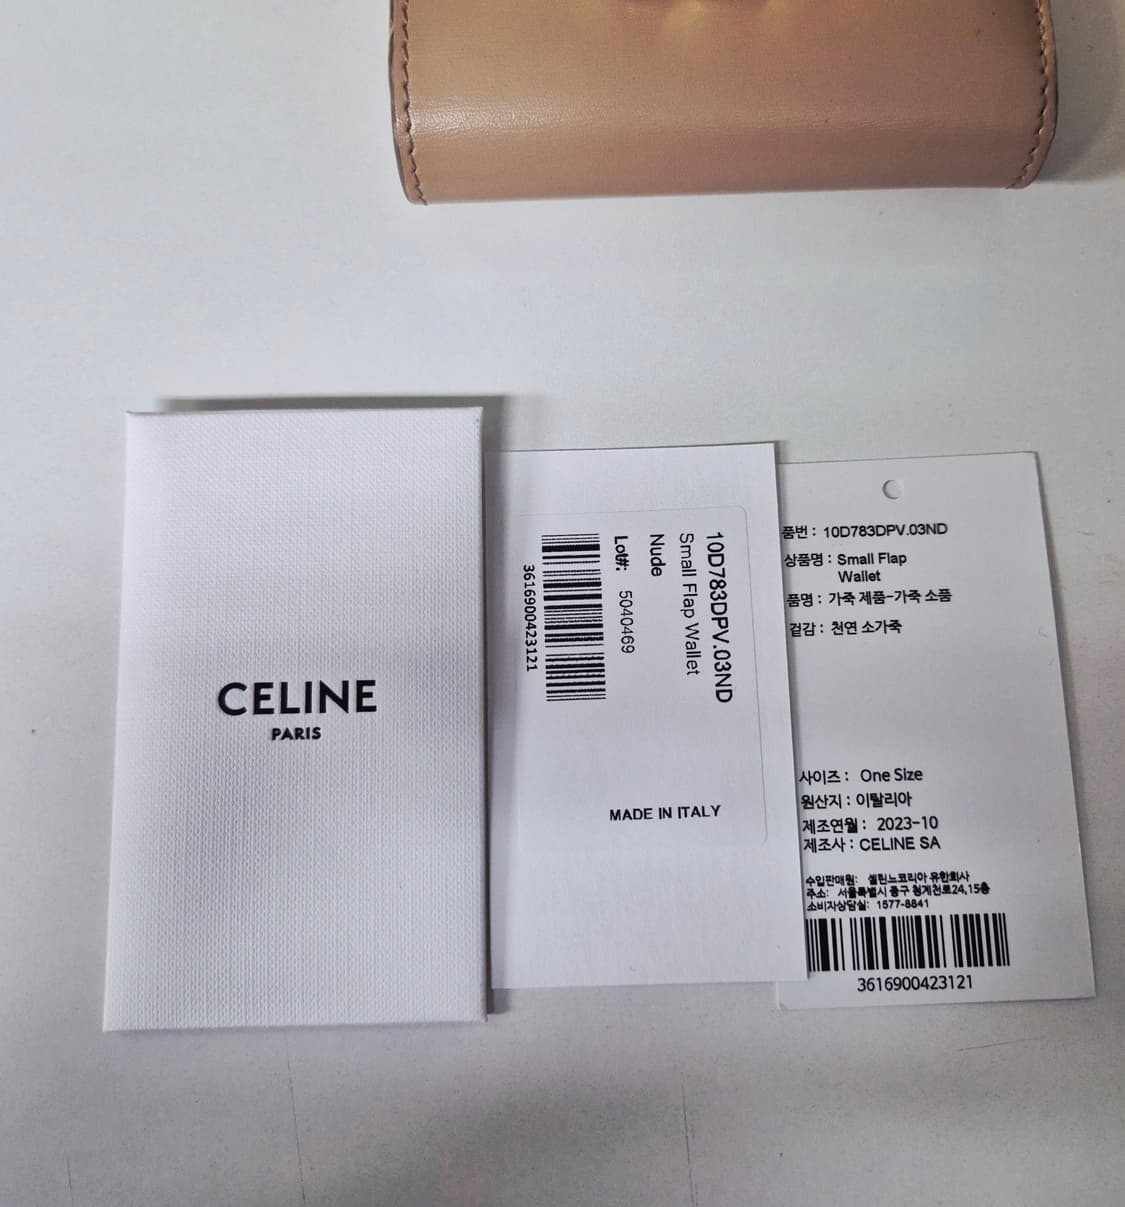 CELINE
PARIS
10D783DPV.03ND
Small Flap Wallet
Nude
Lot#: 5040469
3616900423121
MADE IN ITALY
품번 : 10D783DPV.03ND
상품명 : Small Flap
Wallet
품명 : 가죽 제품-가죽 소품
겉감 : 천연 소가죽
사이즈 : One Size
원산지 : 이탈리아
제조연월 : 2023-10
제조사 : CELINE SA
수입판매원: 셀린느코리아 유한회사
주소: 서울특별시 중구 청계천로24,15층
소비자상담실: 1577-8841
3616900423121